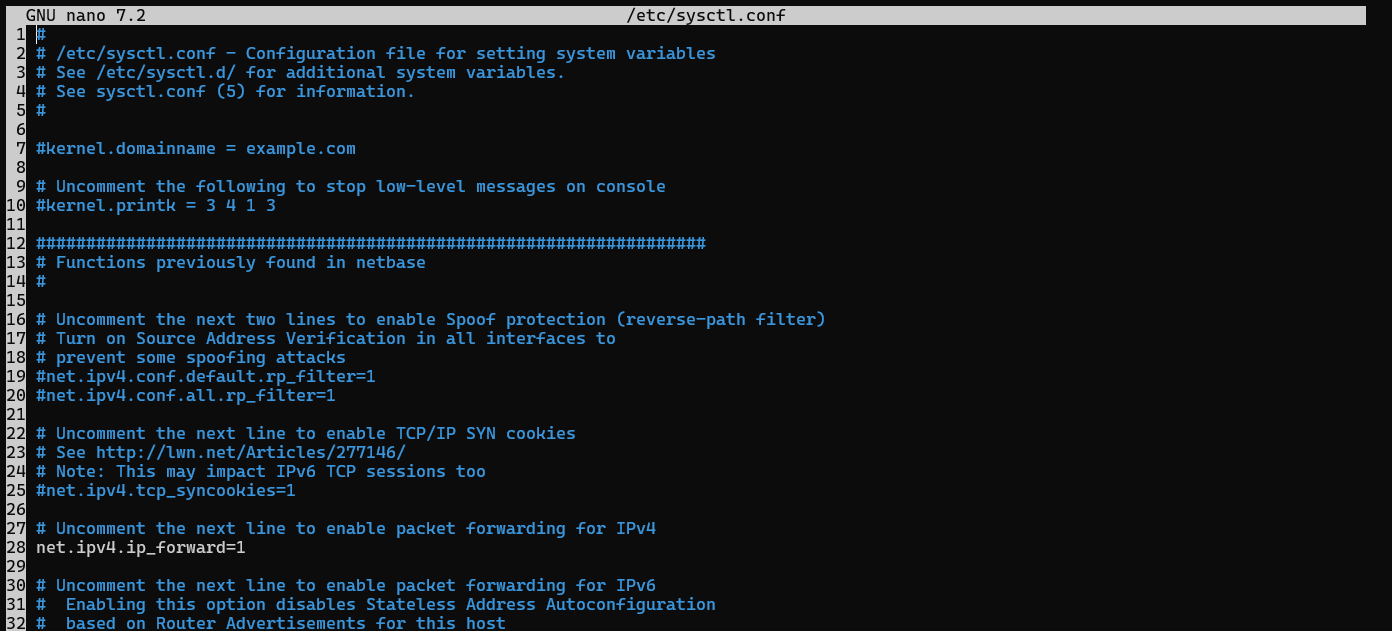 GNU nano 7.2 /etc/sysctl.conf
1 #
2 # /etc/sysctl.conf - Configuration file for setting system variables
3 # See /etc/sysctl.d/ for additional system variables.
4 # See sysctl.conf (5) for information.
5 #
6
7 #kernel.domainname = example.com
8
9 # Uncomment the following to stop low-level messages on console
10 #kernel.printk = 3 4 1 3
11
12 ###################################################################
13 # Functions previously found in netbase
14 #
15
16 # Uncomment the next two lines to enable Spoof protection (reverse-path filter)
17 # Turn on Source Address Verification in all interfaces to
18 # prevent some spoofing attacks
19 #net.ipv4.conf.default.rp_filter=1
20 #net.ipv4.conf.all.rp_filter=1
21
22 # Uncomment the next line to enable TCP/IP SYN cookies
23 # See http://lwn.net/Articles/277146/
24 # Note: This may impact IPv6 TCP sessions too
25 #net.ipv4.tcp_syncookies=1
26
27 # Uncomment the next line to enable packet forwarding for IPv4
28 net.ipv4.ip_forward=1
29
30 # Uncomment the next line to enable packet forwarding for IPv6
31 #  Enabling this option disables Stateless Address Autoconfiguration
32 #  based on Router Advertisements for this host